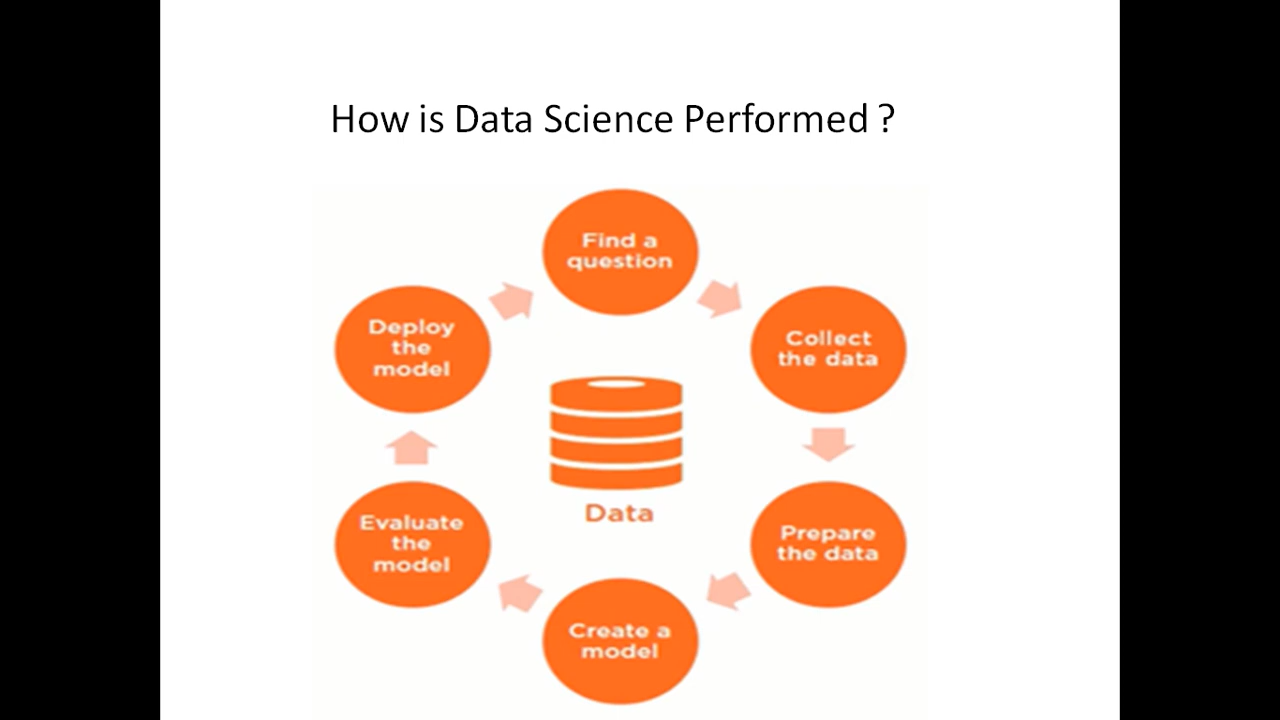 How is Data Science Performed ?
Find a
question
Collect
the data
Prepare
the data
Create a
model
Evaluate
the
model
Deploy
the
model
Data